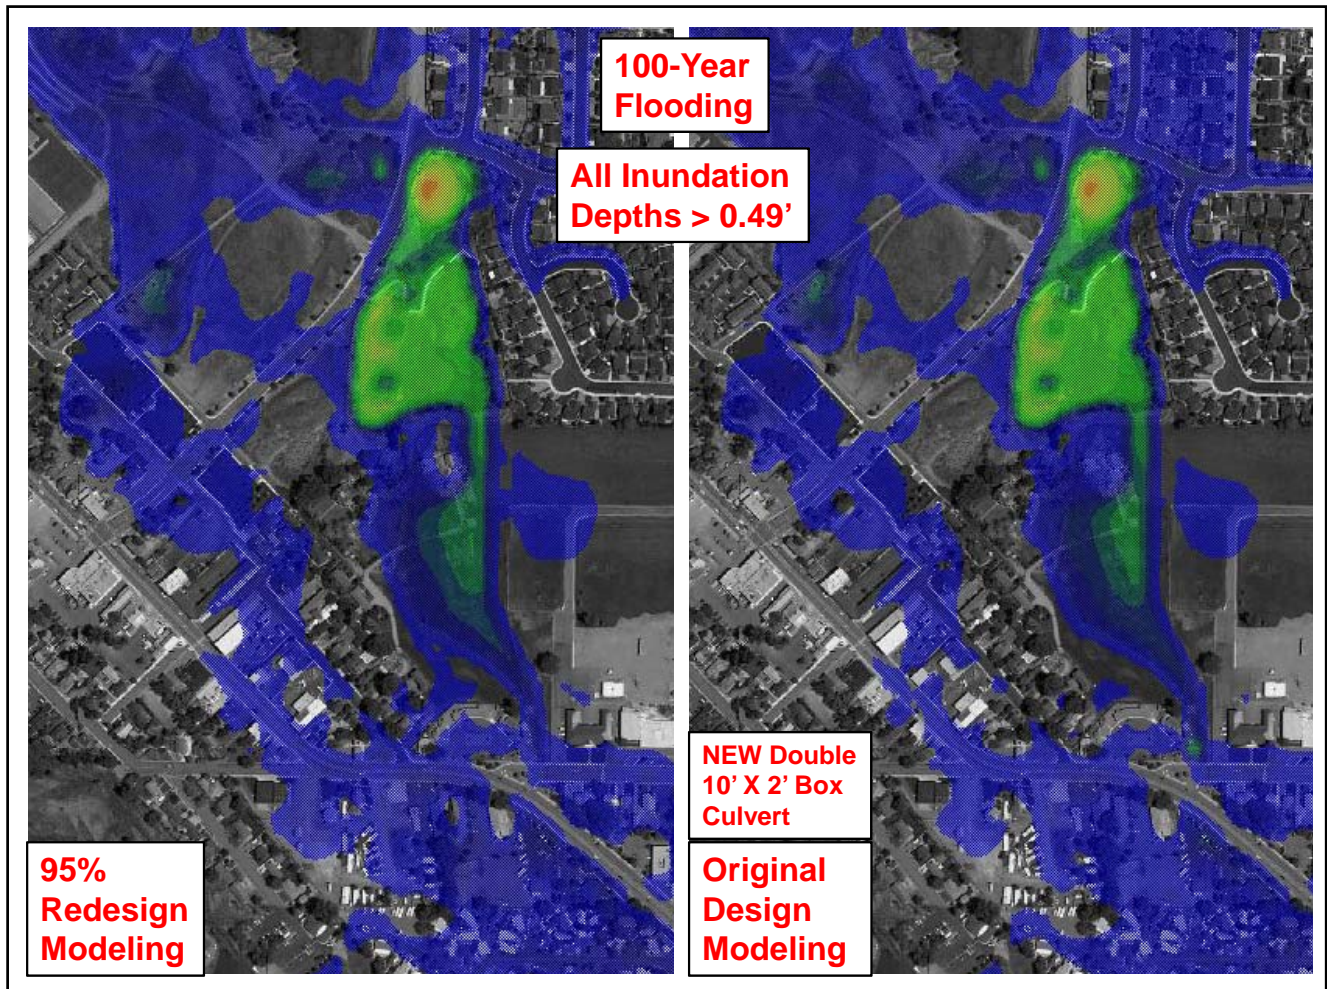 100-Year
Flooding
All Inundation
Depths > 0.49’
NEW Double
10’ X 2’ Box
Culvert
95%
Redesign
Modeling
Original
Design
Modeling